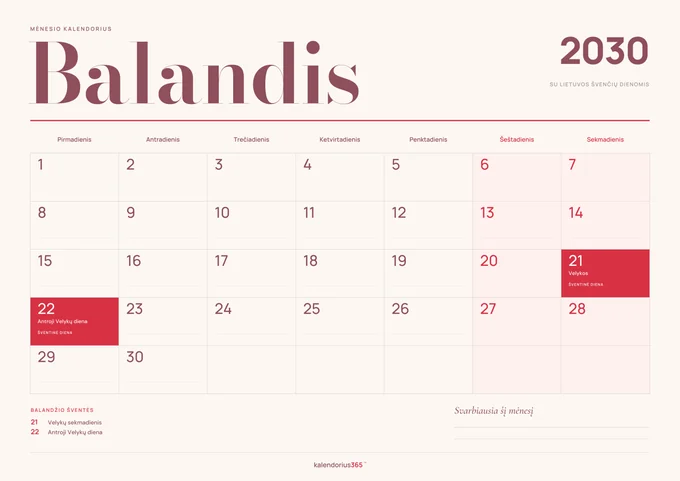 MĖNESIO KALENDORIUS
Balandis
2030
SU LIETUVOS ŠVENČIŲ DIENOMIS
Pirmadienis Antradienis Trečiadienis Ketvirtadienis Penktadienis Šeštadienis Sekmadienis
1 2 3 4 5 6 7
8 9 10 11 12 13 14
15 16 17 18 19 20 21
Velykos
ŠVENTINĖ DIENA
22 23 24 25 26 27 28
Antroji Velykų diena
ŠVENTINĖ DIENA
29 30
BALANDŽIO ŠVENTĖS
21 Velykų sekmadienis
22 Antroji Velykų diena
Svarbiausia šį mėnesį
kalendorius365